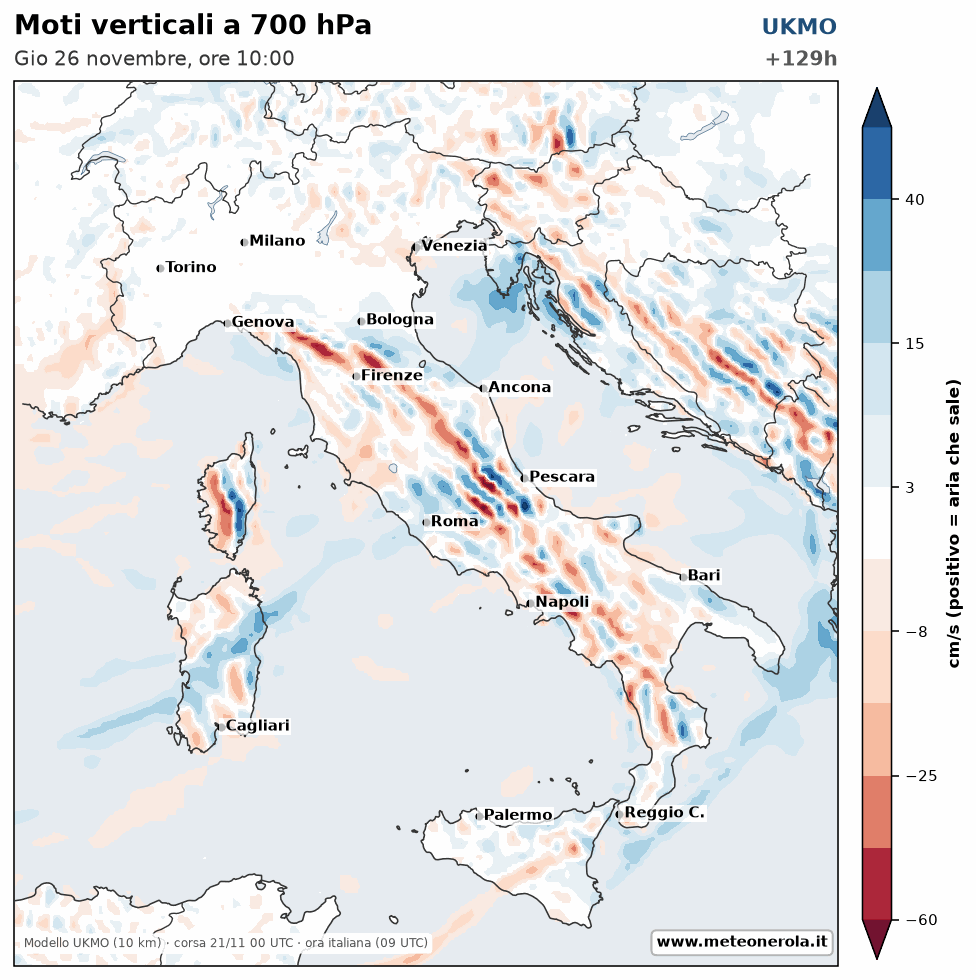 Moti verticali a 700 hPa
UKMO
Gio 26 novembre, ore 10:00
+129h
Milano
Venezia
Torino
Genova
Bologna
Firenze
Ancona
Pescara
Roma
Bari
Napoli
Cagliari
Palermo
Reggio C.
40
15
3
−8
−25
−60
cm/s (positivo = aria che sale)
Modello UKMO (10 km) · corsa 21/11 00 UTC · ora italiana (09 UTC)
www.meteonerola.it